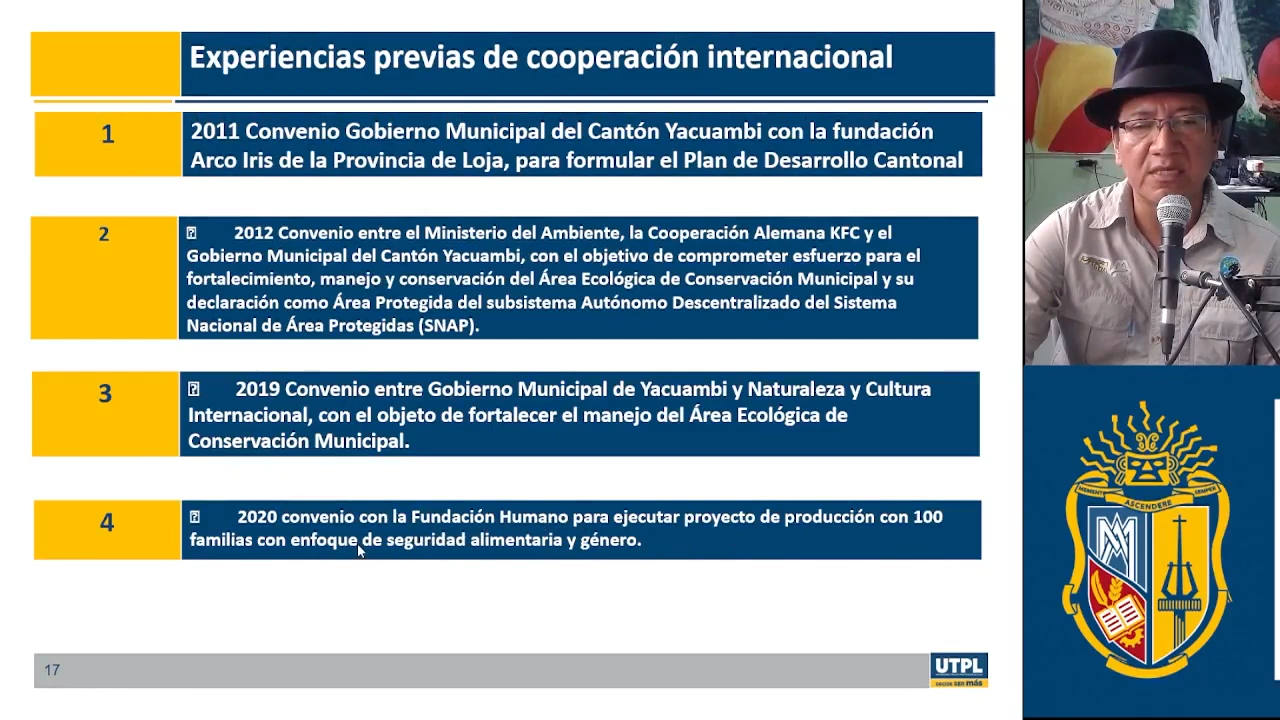 Experiencias previas de cooperación internacional
1
2011 Convenio Gobierno Municipal del Cantón Yacuambi con la fundación
Arco Iris de la Provincia de Loja, para formular el Plan de Desarrollo Cantonal
2
2012 Convenio entre el Ministerio del Ambiente, la Cooperación Alemana KFC y el
Gobierno Municipal del Cantón Yacuambi, con el objetivo de comprometer esfuerzo para el
fortalecimiento, manejo y conservación del Área Ecológica de Conservación Municipal y su
declaración como Área Protegida del subsistema Autónomo Descentralizado del Sistema
Nacional de Área Protegidas (SNAP).
3
2019 Convenio entre Gobierno Municipal de Yacuambi y Naturaleza y Cultura
Internacional, con el objeto de fortalecer el manejo del Área Ecológica de
Conservación Municipal.
4
2020 convenio con la Fundación Humano para ejecutar proyecto de producción con 100
familias con enfoque de seguridad alimentaria y género.
17
UTPL
DECIDE SER más
MEMENTO ASCENDERE SEMPER